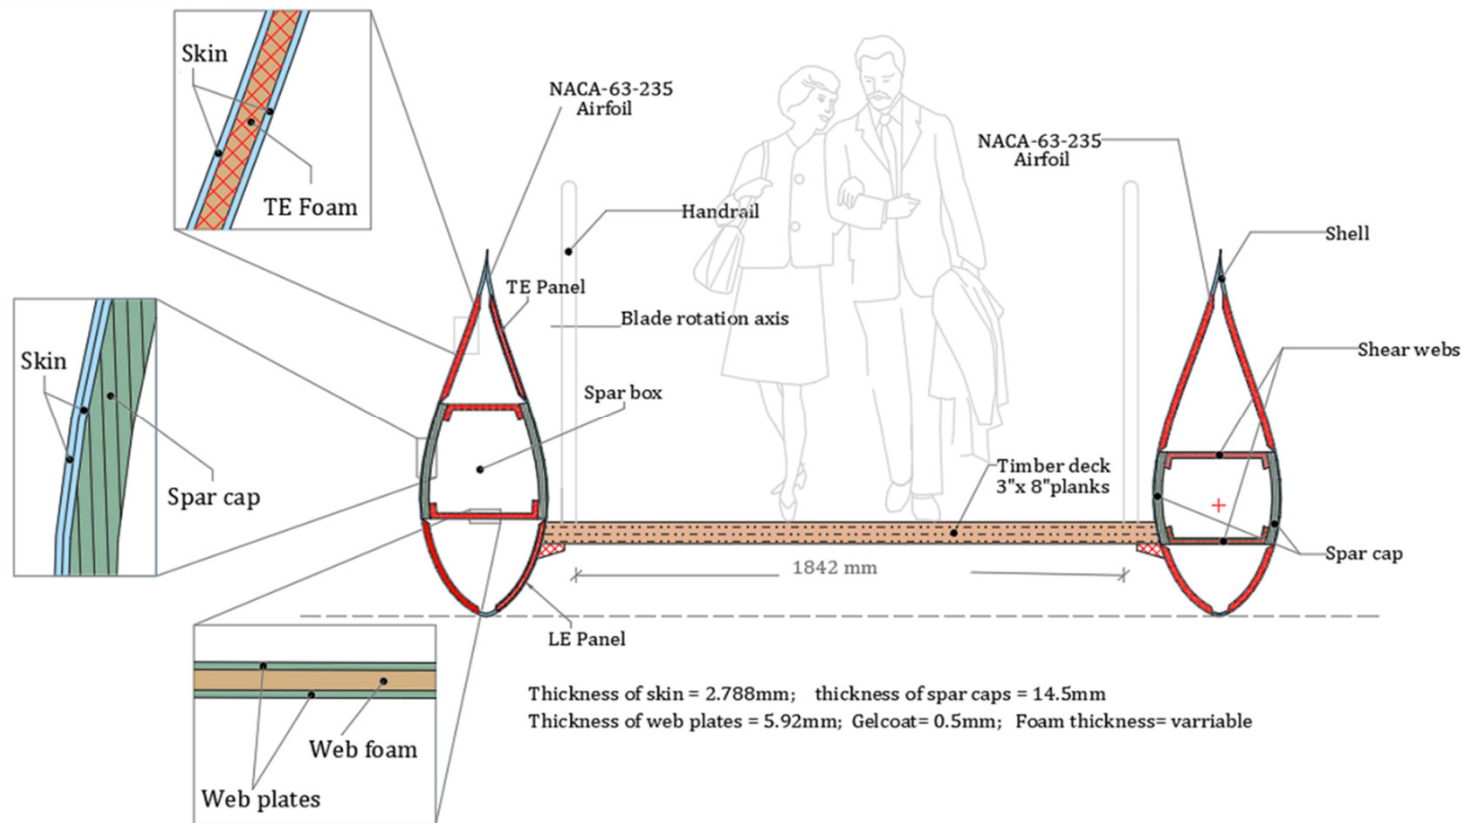 Skin
TE Foam
NACA-63-235
Airfoil
NACA-63-235
Airfoil
Handrail
Shell
TE Panel
Blade rotation axis
Skin
Spar cap
Spar box
Shear webs
Timber deck
3"x 8"planks
Spar cap
1842 mm
LE Panel
Web foam
Web plates
Thickness of skin = 2.788mm; thickness of spar caps = 14.5mm
Thickness of web plates = 5.92mm; Gelcoat= 0.5mm; Foam thickness= varriable